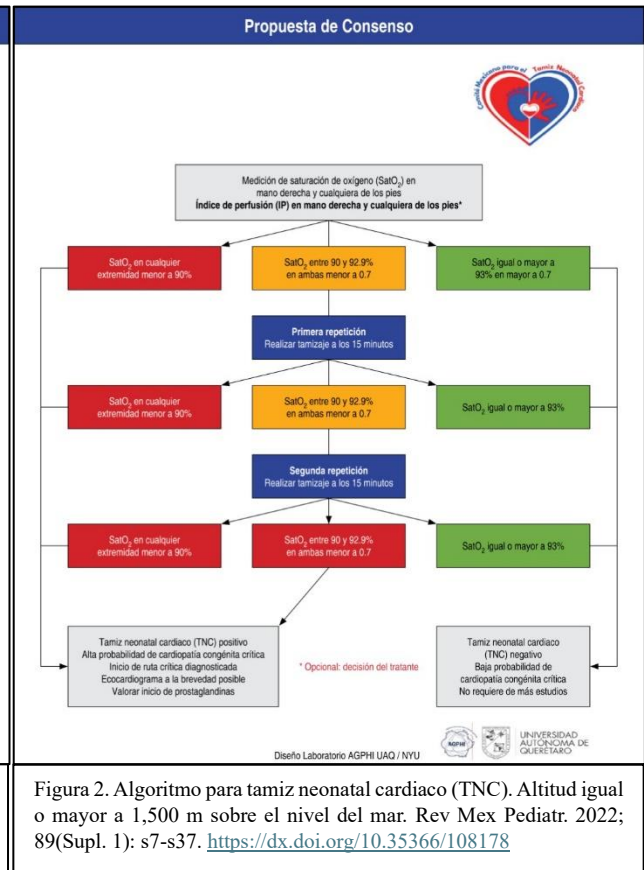 Propuesta de Consenso
Comité Mexicano para el Tamiz Neonatal Cardiaco
Medición de saturación de oxígeno (SatO₂) en
mano derecha y cualquiera de los pies
Índice de perfusión (IP) en mano derecha y cualquiera de los pies*
SatO₂ en cualquier
extremidad menor a 90%
SatO₂ entre 90 y 92.9%
en ambas menor a 0.7
SatO₂ igual o mayor a
93% en mayor a 0.7
Primera repetición
Realizar tamizaje a los 15 minutos
SatO₂ en cualquier
extremidad menor a 90%
SatO₂ entre 90 y 92.9%
en ambas menor a 0.7
SatO₂ igual o mayor a 93%
Segunda repetición
Realizar tamizaje a los 15 minutos
SatO₂ en cualquier
extremidad menor a 90%
SatO₂ entre 90 y 92.9%
en ambas menor a 0.7
SatO₂ igual o mayor a 93%
Tamiz neonatal cardiaco (TNC) positivo
Alta probabilidad de cardiopatía congénita crítica
Inicio de ruta crítica diagnosticada
Ecocardiograma a la brevedad posible
Valorar inicio de prostaglandinas
* Opcional: decisión del tratante
Tamiz neonatal cardiaco
(TNC) negativo
Baja probabilidad de
cardiopatía congénita crítica
No requiere de más estudios
Diseño Laboratorio AGPHI UAQ / NYU
AGPHI
UNIVERSIDAD
AUTÓNOMA DE
QUERÉTARO
Figura 2. Algoritmo para tamiz neonatal cardiaco (TNC). Altitud igual
o mayor a 1,500 m sobre el nivel del mar. Rev Mex Pediatr. 2022;
89(Supl. 1): s7-s37. https://dx.doi.org/10.35366/108178